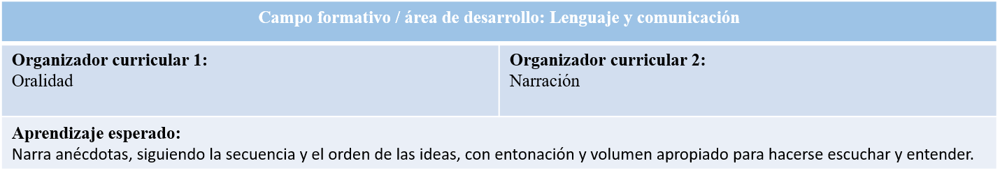 Campo formativo / área de desarrollo: Lenguaje y comunicación
Organizador curricular 1:
Oralidad
Organizador curricular 2:
Narración
Aprendizaje esperado:
Narra anécdotas, siguiendo la secuencia y el orden de las ideas, con entonación y volumen apropiado para hacerse escuchar y entender.